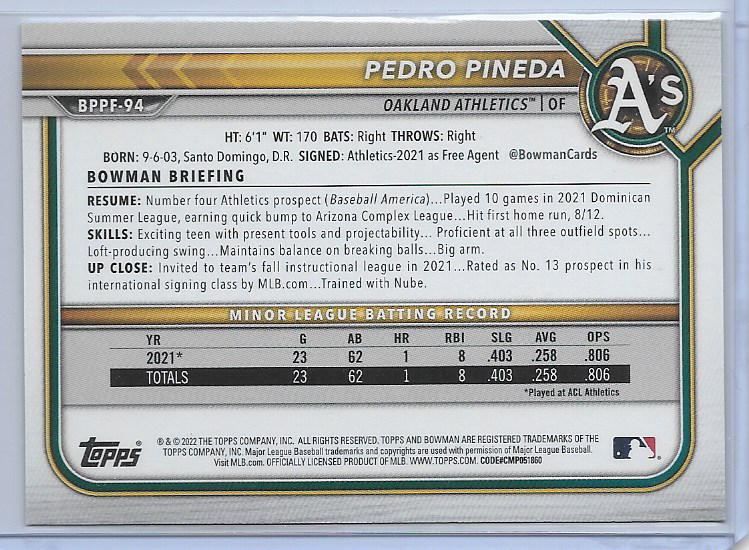 PEDRO PINEDA
BPPF-94
OAKLAND ATHLETICS™ | OF
A's
™
HT: 6'1" WT: 170 BATS: Right THROWS: Right
BORN: 9-6-03, Santo Domingo, D.R. SIGNED: Athletics-2021 as Free Agent @BowmanCards
BOWMAN BRIEFING
RESUME: Number four Athletics prospect (Baseball America)...Played 10 games in 2021 Dominican
Summer League, earning quick bump to Arizona Complex League...Hit first home run, 8/12.
SKILLS: Exciting teen with present tools and projectability... Proficient at all three outfield spots...
Loft-producing swing...Maintains balance on breaking balls...Big arm.
UP CLOSE: Invited to team's fall instructional league in 2021...Rated as No. 13 prospect in his
international signing class by MLB.com...Trained with Nube.
MINOR LEAGUE BATTING RECORD
YR G AB HR RBI SLG AVG OPS
2021* 23 62 1 8 .403 .258 .806
TOTALS 23 62 1 8 .403 .258 .806
*Played at ACL Athletics
Topps®
® & © 2022 THE TOPPS COMPANY, INC. ALL RIGHTS RESERVED. TOPPS AND BOWMAN ARE REGISTERED TRADEMARKS OF THE
TOPPS COMPANY, INC. Major League Baseball trademarks and copyrights are used with permission of Major League Baseball.
Visit MLB.com. OFFICIALLY LICENSED PRODUCT OF MLB. WWW.TOPPS.COM. CODE#CMP051860